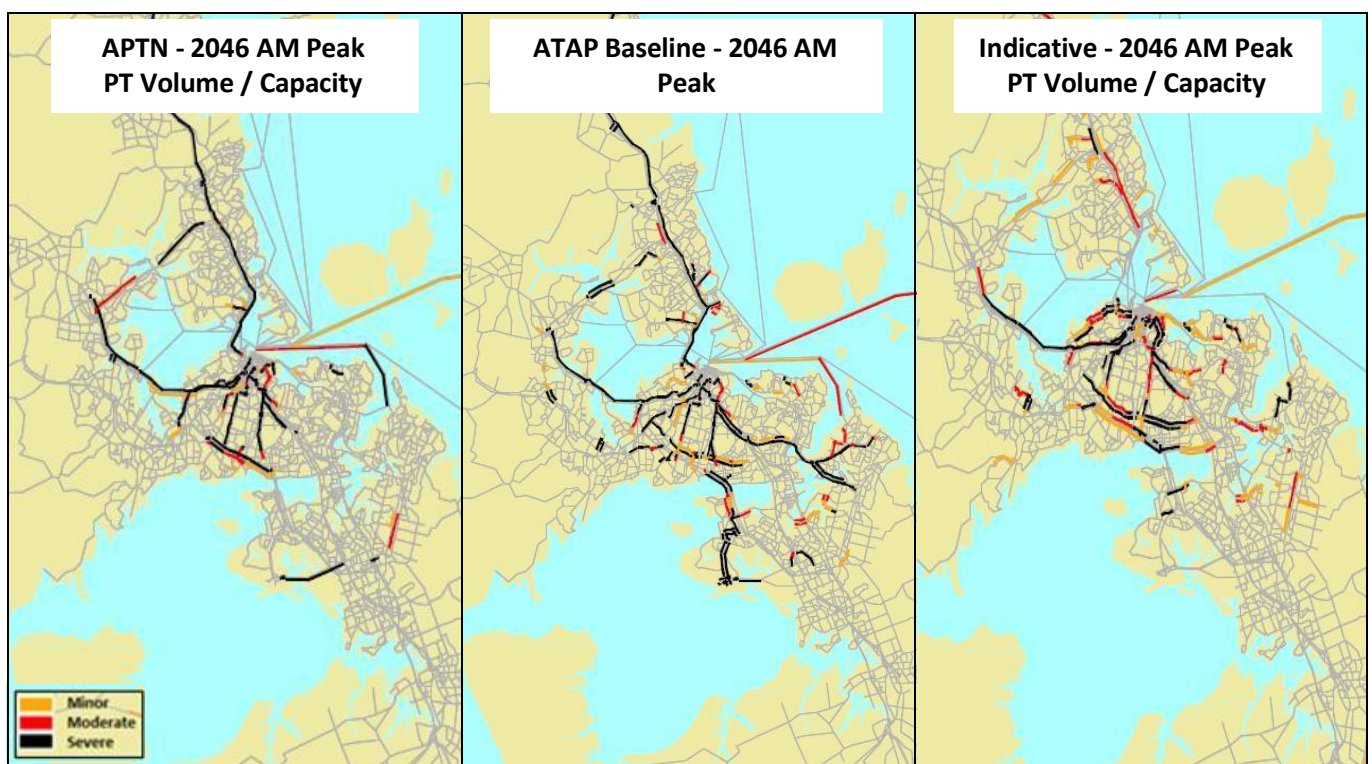 APTN - 2046 AM Peak
PT Volume / Capacity
ATAP Baseline - 2046 AM
Peak
Indicative - 2046 AM Peak
PT Volume / Capacity
Minor
Moderate
Severe